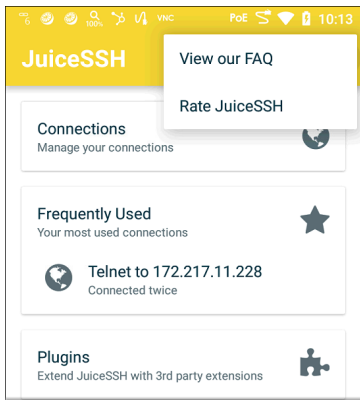 100%
VNC
PoE
10:13
JuiceSSH
View our FAQ
Rate JuiceSSH
Connections
Manage your connections
Frequently Used
Your most used connections
Telnet to 172.217.11.228
Connected twice
Plugins
Extend JuiceSSH with 3rd party extensions